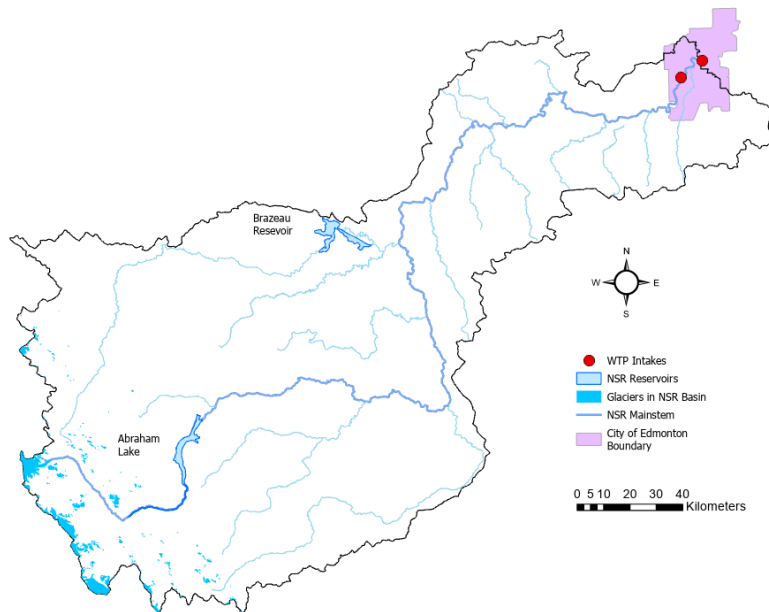 Brazeau
Resevoir
Abraham
Lake
N
W E
S
WTP Intakes
NSR Reservoirs
Glaciers in NSR Basin
NSR Mainstem
City of Edmonton
Boundary
0 5 10 20 30 40
Kilometers